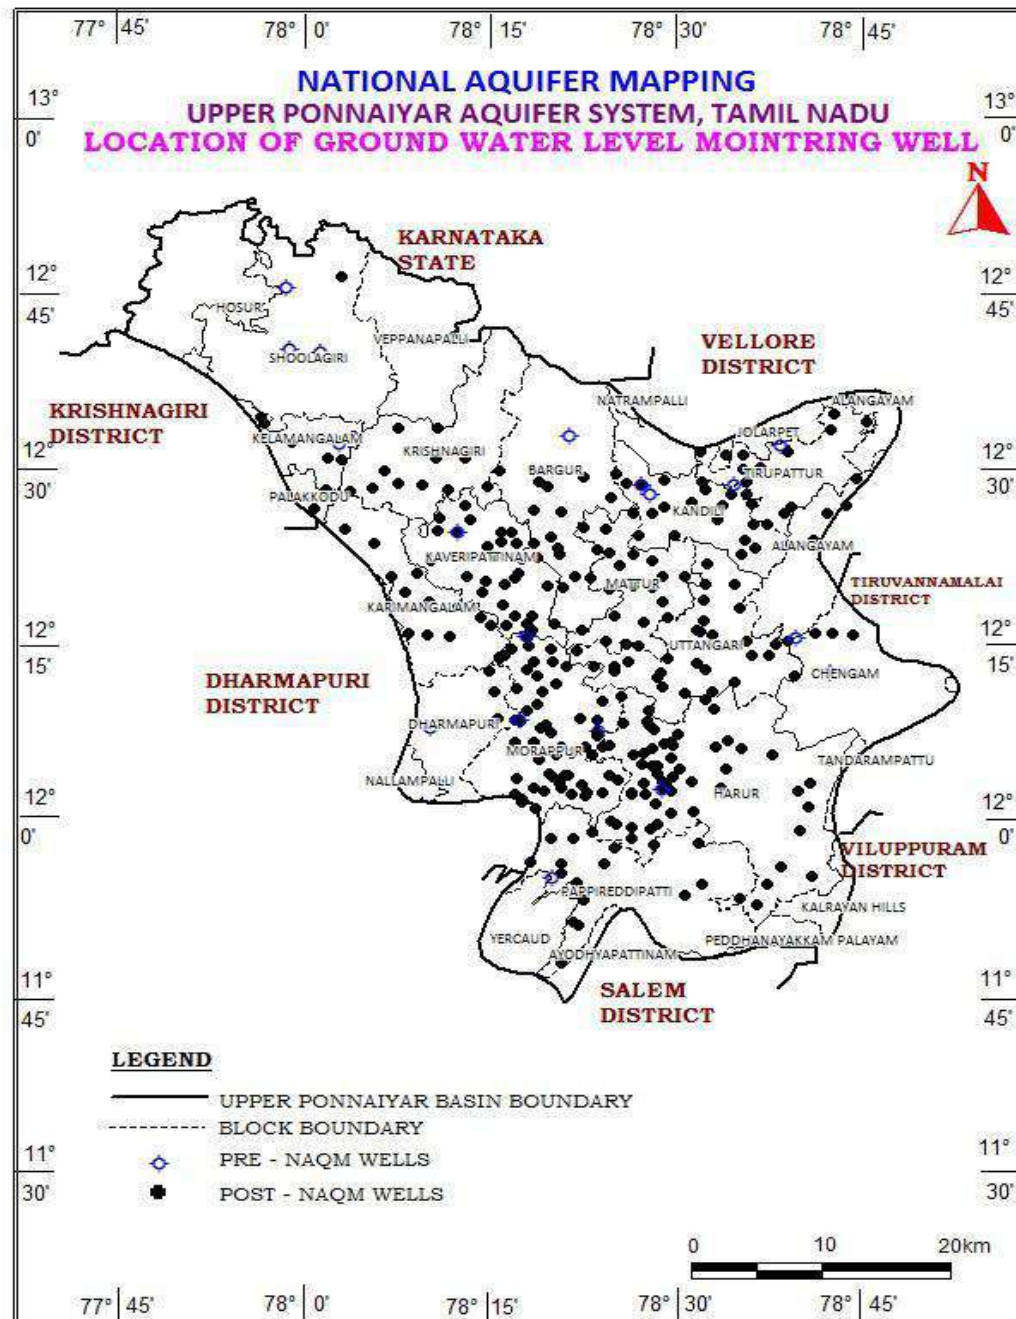 77° 45' 78° 0' 78° 15' 78° 30' 78° 45'
NATIONAL AQUIFER MAPPING
UPPER PONNAIYAR AQUIFER SYSTEM, TAMIL NADU
LOCATION OF GROUND WATER LEVEL MOINTRING WELL
13° 0' 13° 0'
N
KARNATAKA
STATE
12° 45' 12° 45'
HOSUR
VEPPANAPALLI
SHOOLAGIRI
VELLORE
DISTRICT
KRISHNAGIRI
DISTRICT
NATRAMPALLI
ALANGAYAM
JOLARPET
KELAMANGALAM
KRISHNAGIRI
BARGUR
TIRUPATTUR
12° 30' 12° 30'
PALAKKODU
KANDILI
ALANGAYAM
KAVERIPATTINAM
MATTUR
TIRUVANNAMALAI
DISTRICT
KARIMANGALAM
UTTANGARI
12° 15' 12° 15'
CHENGAM
DHARMAPURI
DISTRICT
DHARMAPURI
MORAPPUR
TANDARAMPATTU
NALLAMPALLI
HARUR
12° 0' 12° 0'
VILUPPURAM
DISTRICT
PAPPIREDDIPATTI
KALRAYAN HILLS
YERCAUD
PEDDHANAYAKKAM PALAYAM
AYODHYAPATTINAM
SALEM
DISTRICT
11° 45' 11° 45'
LEGEND
UPPER PONNAIYAR BASIN BOUNDARY
BLOCK BOUNDARY
PRE - NAQM WELLS
POST - NAQM WELLS
11° 30' 11° 30'
0 10 20km
77° 45' 78° 0' 78° 15' 78° 30' 78° 45'